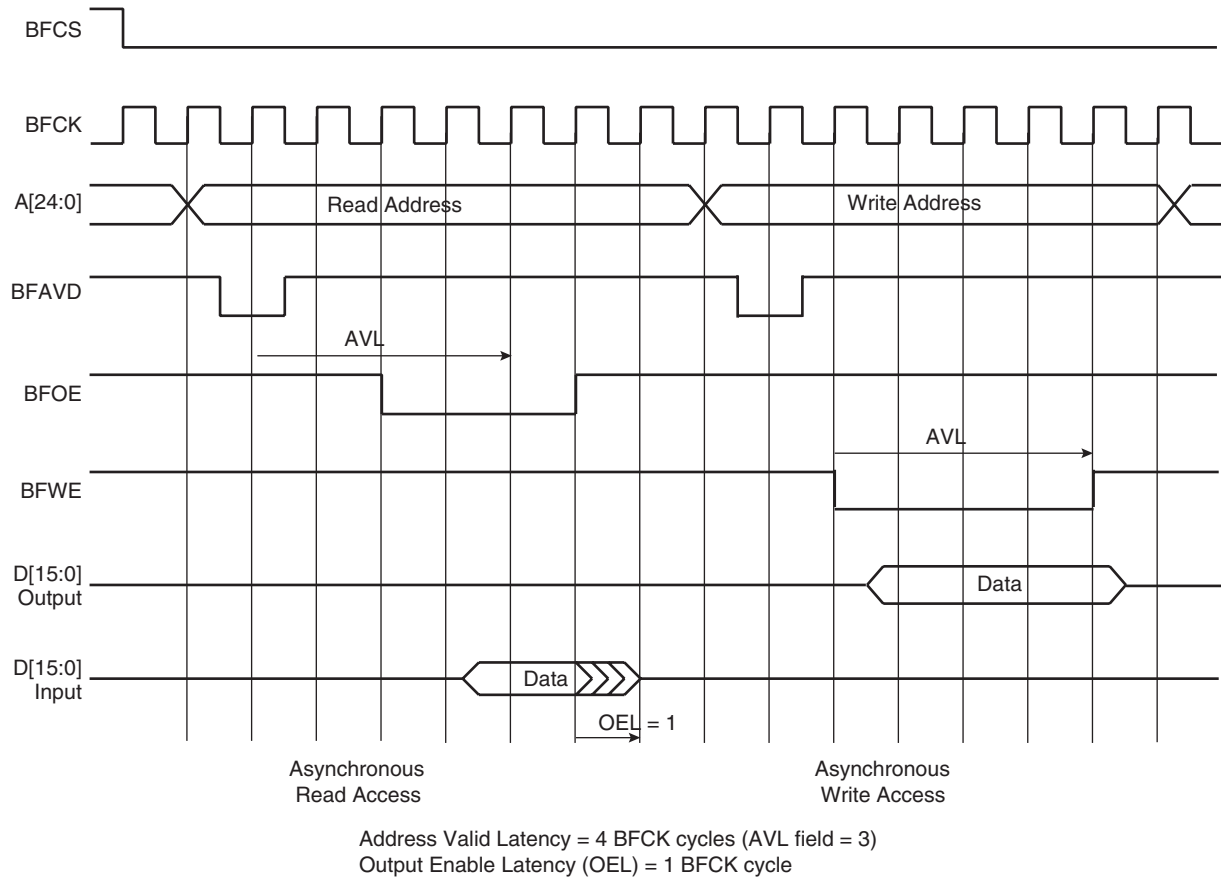 BFCS
BFCK
A[24:0]
Read Address
Write Address
BFAVD
AVL
BFOE
AVL
BFWE
D[15:0]
Output
Data
D[15:0]
Input
Data
OEL = 1
Asynchronous
Read Access
Asynchronous
Write Access
Address Valid Latency = 4 BFCK cycles (AVL field = 3)
Output Enable Latency (OEL) = 1 BFCK cycle